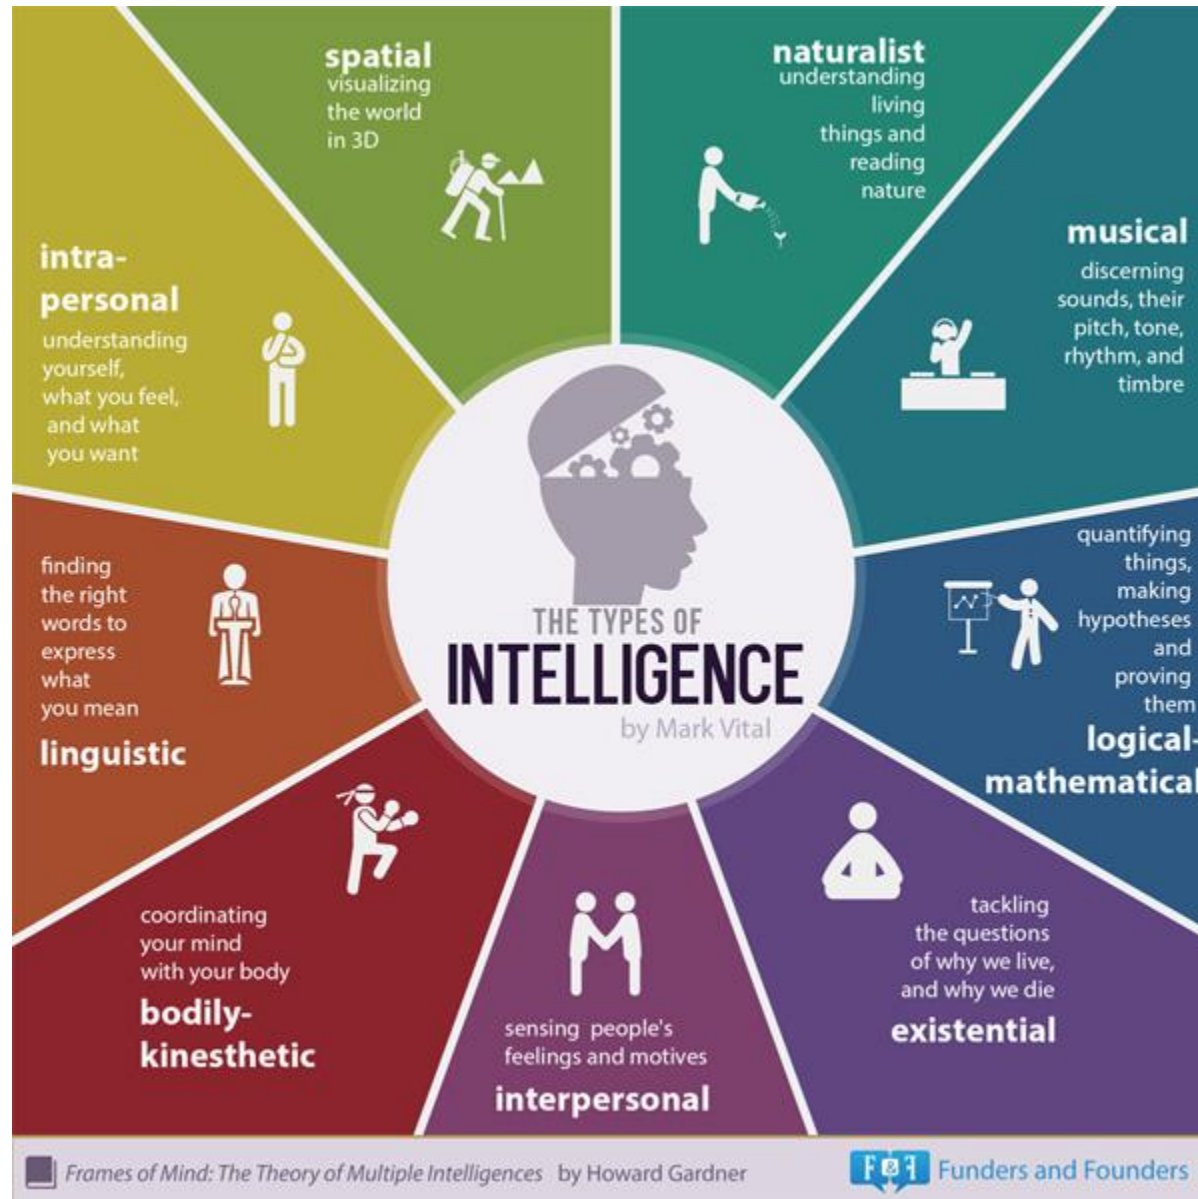 spatial
visualizing
the world
in 3D
naturalist
understanding
living
things and
reading
nature
musical
discerning
sounds, their
pitch, tone,
rhythm, and
timbre
quantifying
things,
making
hypotheses
and
proving
them
logical-
mathematical
tackling
the questions
of why we live,
and why we die
existential
sensing people's
feelings and motives
interpersonal
coordinating
your mind
with your body
bodily-
kinesthetic
finding
the right
words to
express
what
you mean
linguistic
intra-
personal
understanding
yourself,
what you feel,
and what
you want
THE TYPES OF
INTELLIGENCE
by Mark Vital
Frames of Mind: The Theory of Multiple Intelligences by Howard Gardner
F&F Funders and Founders